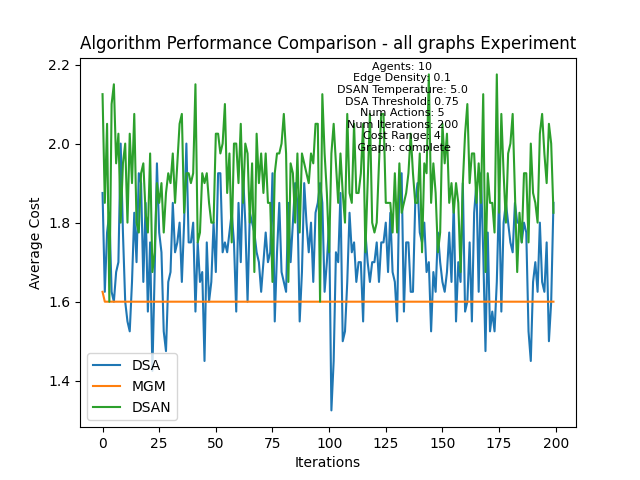 Algorithm Performance Comparison - all graphs Experiment
Agents: 10
Edge Density: 0.1
DSAN Temperature: 5.0
DSA Threshold: 0.75
Num Actions: 5
Num Iterations: 200
Cost Range: 4
Graph: complete
2.2
2.0
1.8
1.6
1.4
Average Cost
DSA
MGM
DSAN
0
25
50
75
100
125
150
175
200
Iterations